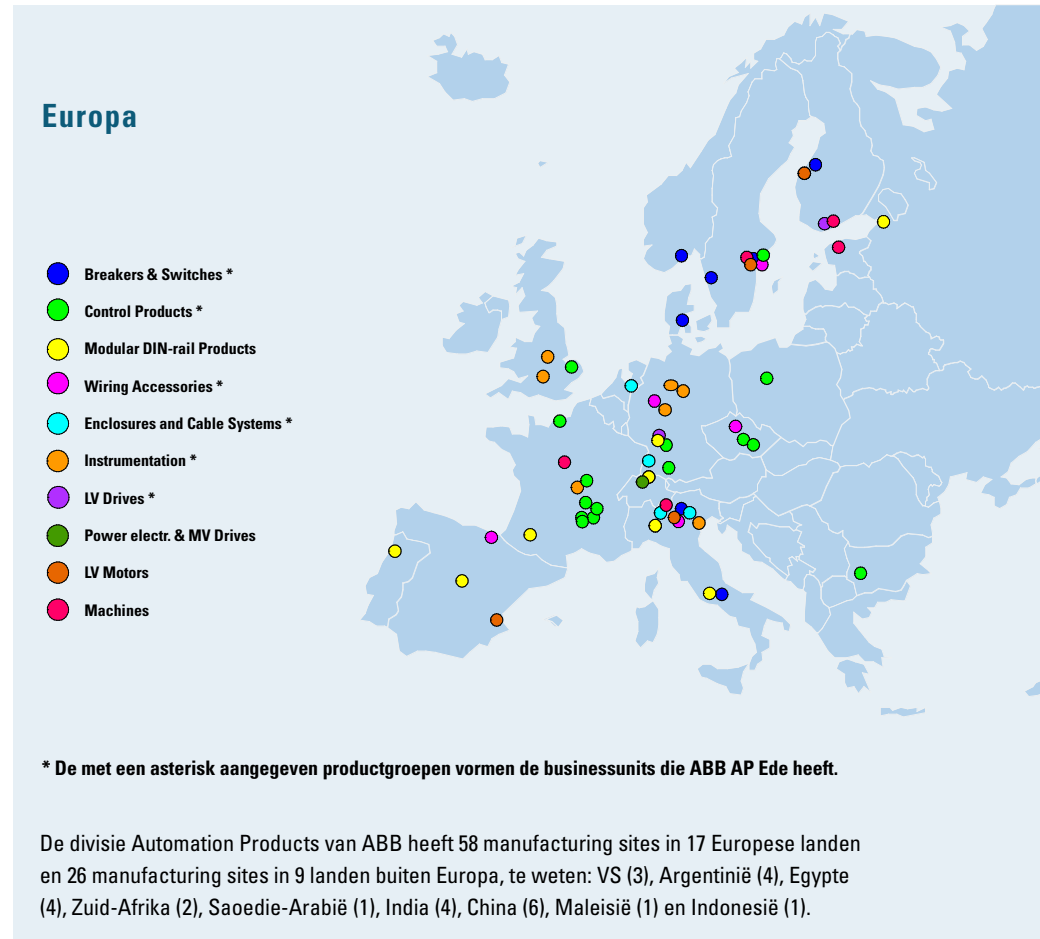 Europa
Breakers & Switches *
Control Products *
Modular DIN-rail Products
Wiring Accessories *
Enclosures and Cable Systems *
Instrumentation *
LV Drives *
Power electr. & MV Drives
LV Motors
Machines
* De met een asterisk aangegeven productgroepen vormen de businessunits die ABB AP Ede heeft.
De divisie Automation Products van ABB heeft 58 manufacturing sites in 17 Europese landen
en 26 manufacturing sites in 9 landen buiten Europa, te weten: VS (3), Argentinië (4), Egypte
(4), Zuid-Afrika (2), Saoedie-Arabië (1), India (4), China (6), Maleisië (1) en Indonesië (1).